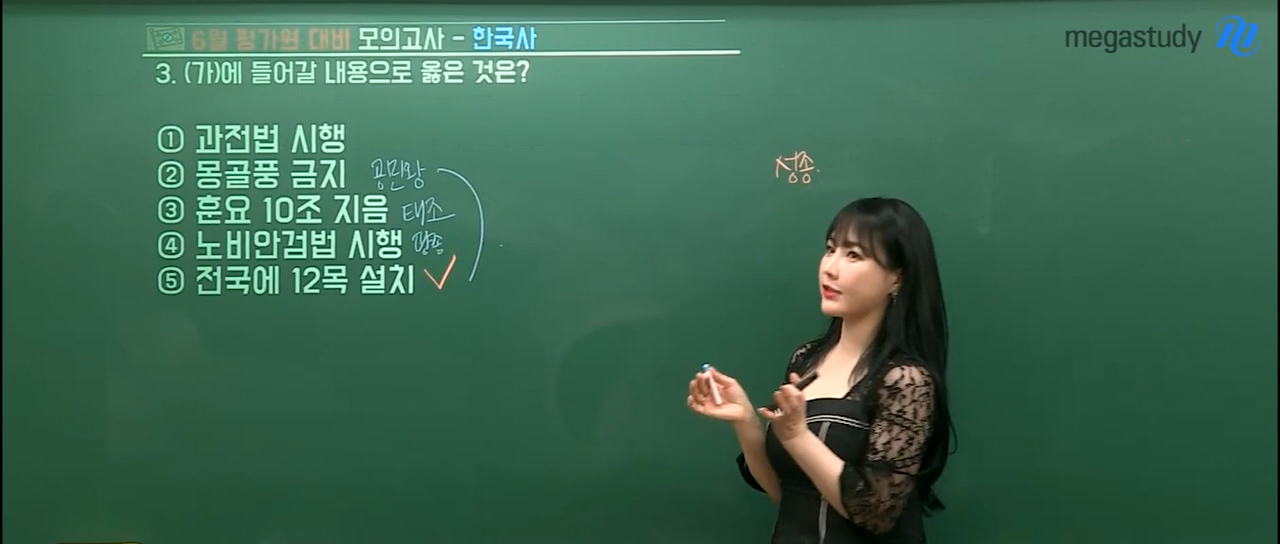 6월 평가원 대비 모의고사 - 한국사
megastudy
3. (가)에 들어갈 내용으로 옳은 것은?
① 과전법 시행
② 몽골풍 금지 공민왕
③ 훈요 10조 지음 태조
④ 노비안검법 시행 광종
⑤ 전국에 12목 설치
성종